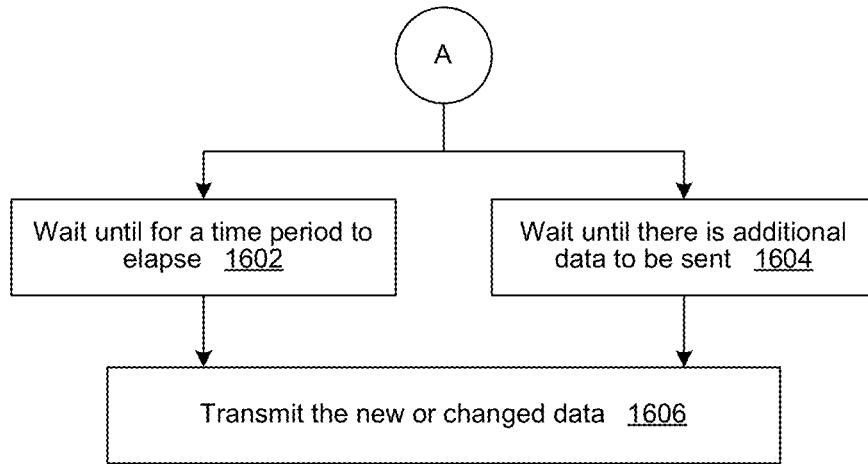 A
Wait until for a time period to
elapse 1602
Wait until there is additional
data to be sent 1604
Transmit the new or changed data 1606